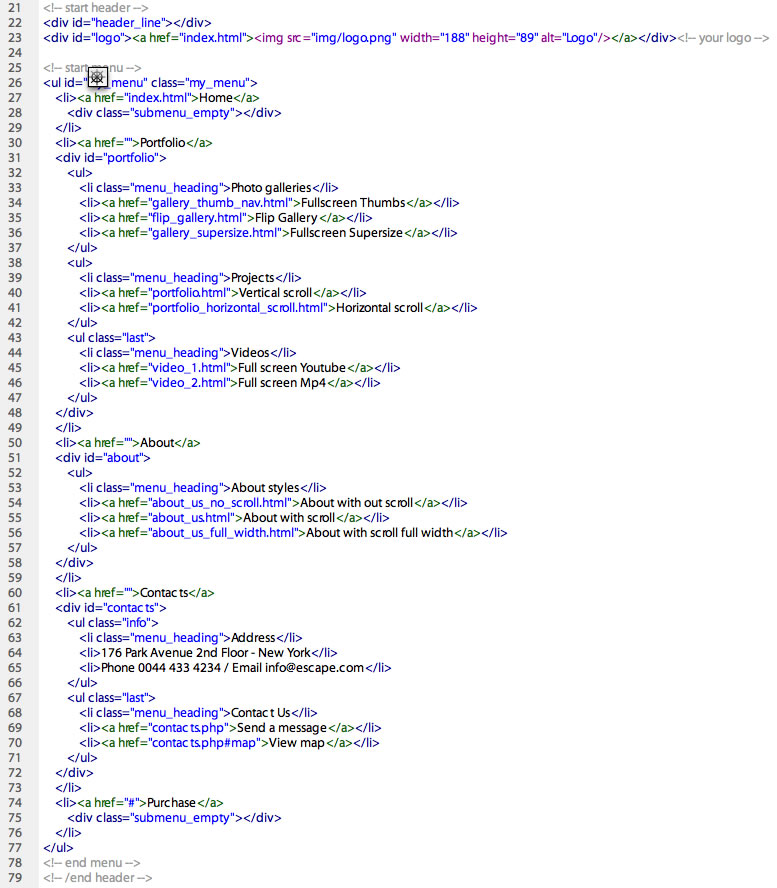 21 <!-- start header -->
22 <div id="header_line"></div>
23 <div id="logo"><a href="index.html"><img src="img/logo.png" width="188" height="89" alt="Logo"/></a></div><!-- your logo -->
24
25 <!-- start menu -->
26 <ul id=" _menu" class="my_menu">
27 <li><a href="index.html">Home</a>
28 <div class="submenu_empty"></div>
29 </li>
30 <li><a href="">Portfolio</a>
31 <div id="portfolio">
32 <ul>
33 <li class="menu_heading">Photo galleries</li>
34 <li><a href="gallery_thumb_nav.html">Fullscreen Thumbs</a></li>
35 <li><a href="flip_gallery.html">Flip Gallery</a></li>
36 <li><a href="gallery_supersize.html">Fullscreen Supersize</a></li>
37 </ul>
38 <ul>
39 <li class="menu_heading">Projects</li>
40 <li><a href="portfolio.html">Vertical scroll</a></li>
41 <li><a href="portfolio_horizontal_scroll.html">Horizontal scroll</a></li>
42 </ul>
43 <ul class="last">
44 <li class="menu_heading">Videos</li>
45 <li><a href="video_1.html">Full screen Youtube</a></li>
46 <li><a href="video_2.html">Full screen Mp4</a></li>
47 </ul>
48 </div>
49 </li>
50 <li><a href="">About</a>
51 <div id="about">
52 <ul>
53 <li class="menu_heading">About styles</li>
54 <li><a href="about_us_no_scroll.html">About with out scroll</a></li>
55 <li><a href="about_us.html">About with scroll</a></li>
56 <li><a href="about_us_full_width.html">About with scroll full width</a></li>
57 </ul>
58 </div>
59 </li>
60 <li><a href="">Contacts</a>
61 <div id="contacts">
62 <ul class="info">
63 <li class="menu_heading">Address</li>
64 <li>176 Park Avenue 2nd Floor - New York</li>
65 <li>Phone 0044 433 4234 / Email info@escape.com</li>
66 </ul>
67 <ul class="last">
68 <li class="menu_heading">Contact Us</li>
69 <li><a href="contacts.php">Send a message</a></li>
70 <li><a href="contacts.php#map">View map</a></li>
71 </ul>
72 </div>
73 </li>
74 <li><a href="#">Purchase</a>
75 <div class="submenu_empty"></div>
76 </li>
77 </ul>
78 <!-- end menu -->
79 <!-- /end header -->